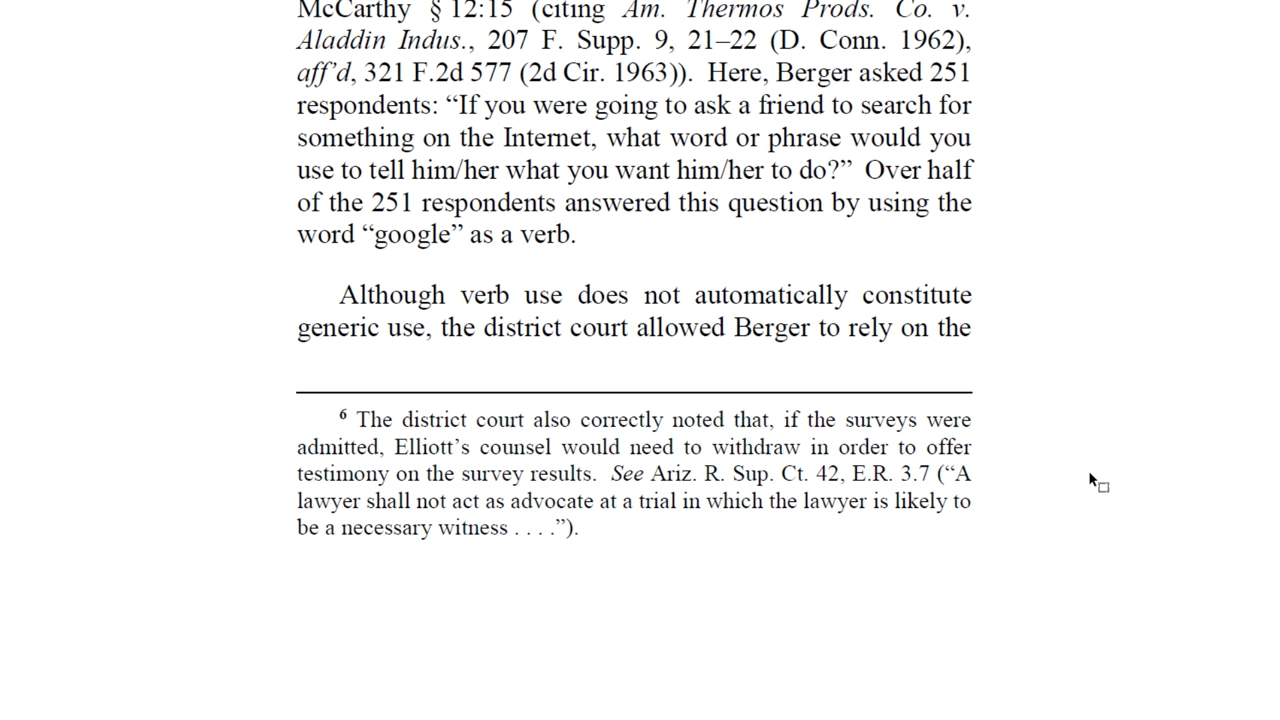 McCarthy § 12:15 (citing Am. Thermos Prods. Co. v.
Aladdin Indus., 207 F. Supp. 9, 21–22 (D. Conn. 1962),
aff’d, 321 F.2d 577 (2d Cir. 1963)). Here, Berger asked 251
respondents: “If you were going to ask a friend to search for
something on the Internet, what word or phrase would you
use to tell him/her what you want him/her to do?” Over half
of the 251 respondents answered this question by using the
word “google” as a verb.
Although verb use does not automatically constitute
generic use, the district court allowed Berger to rely on the
6 The district court also correctly noted that, if the surveys were
admitted, Elliott’s counsel would need to withdraw in order to offer
testimony on the survey results. See Ariz. R. Sup. Ct. 42, E.R. 3.7 (“A
lawyer shall not act as advocate at a trial in which the lawyer is likely to
be a necessary witness . . . .”).